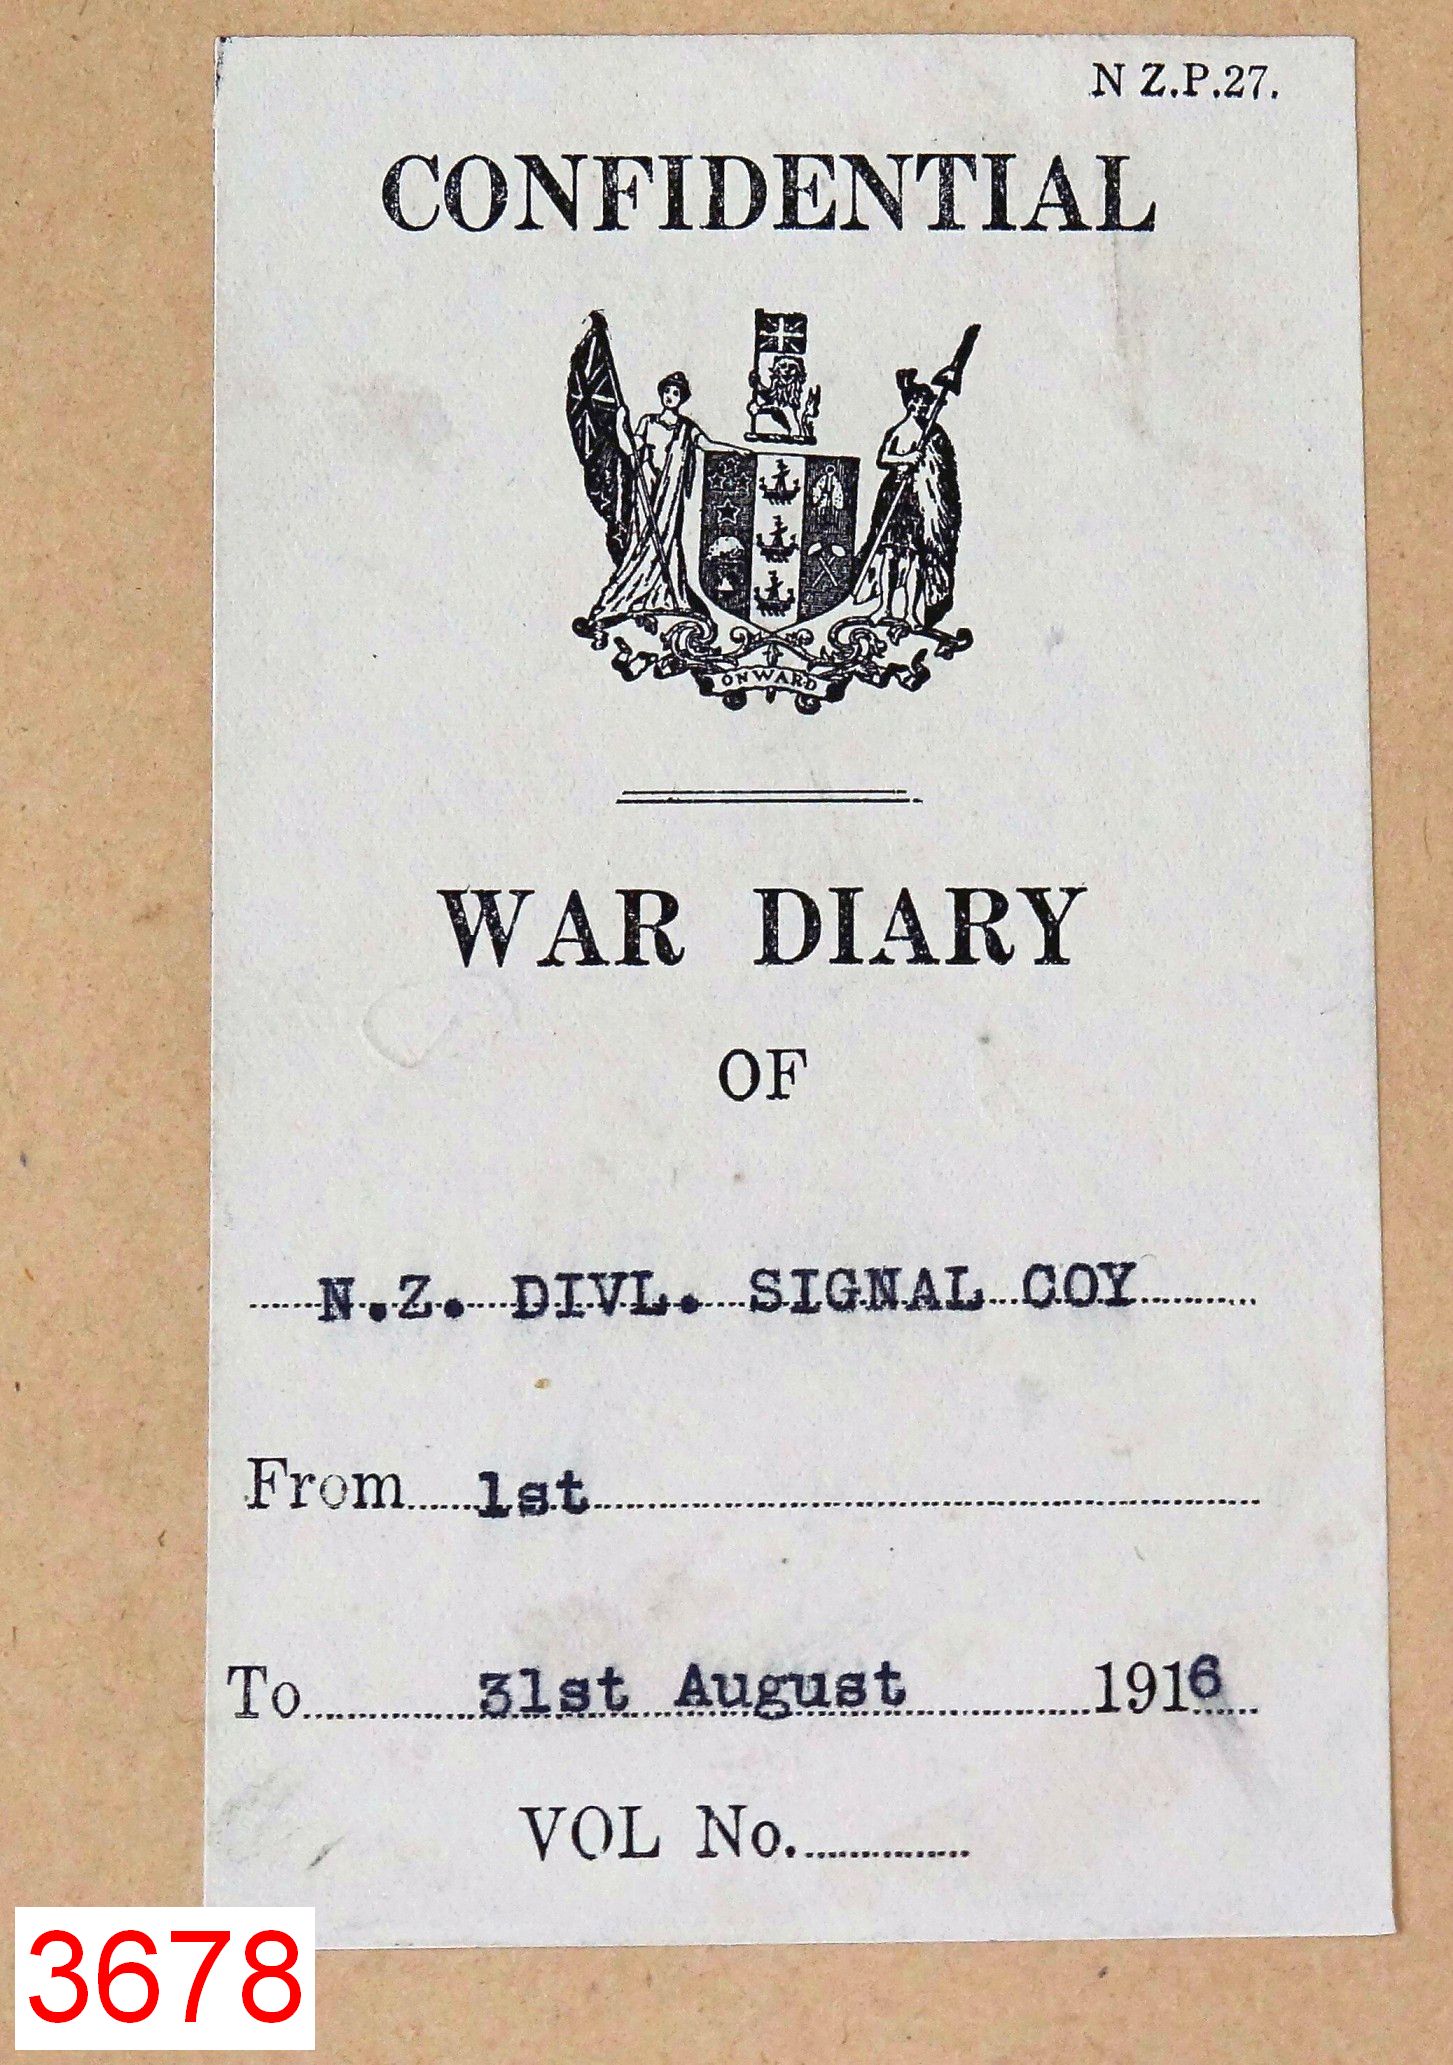 N Z.P.27.
CONFIDENTIAL
ONWARD
WAR DIARY
OF
N.Z. DIVL. SIGNAL COY
From 1st
To 31st August 1916
VOL No.
3678